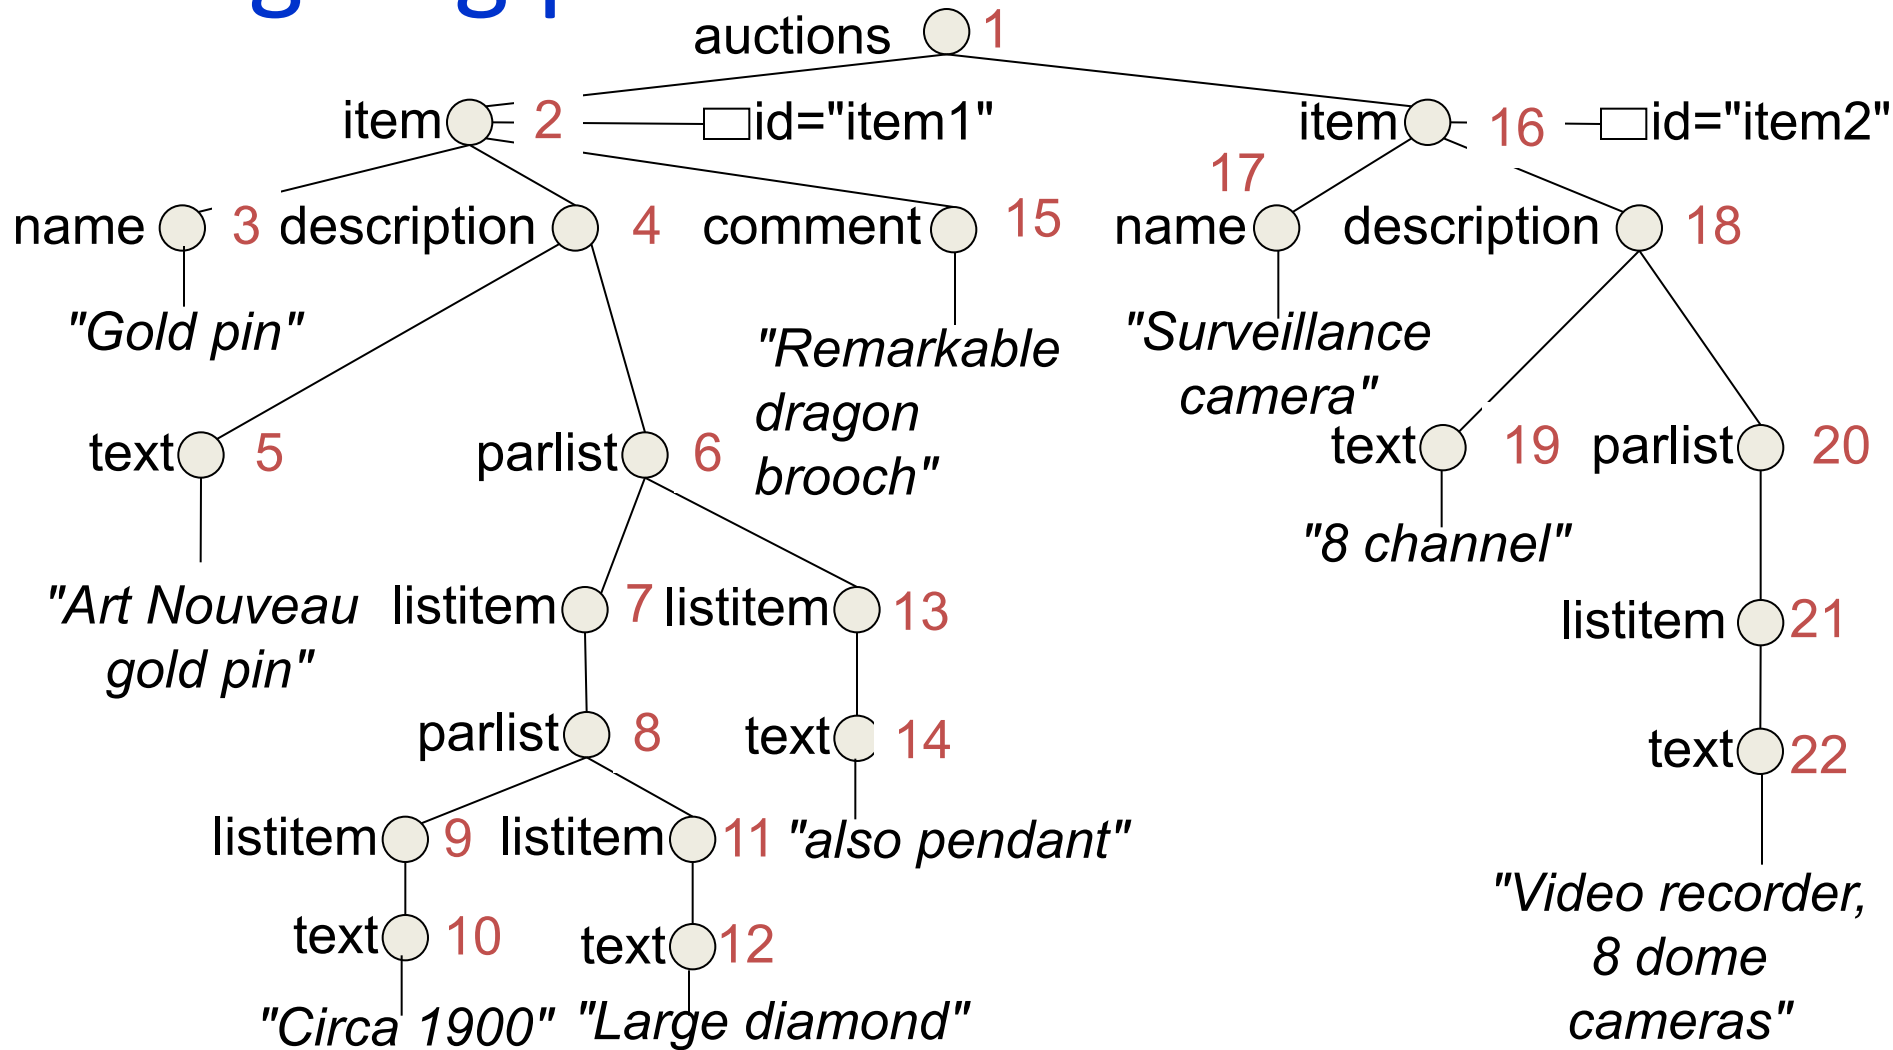 auctions 1
item 2 id="item1" item 16 id="item2"
17
name 3 description 4 comment 15 name description 18
"Gold pin" "Remarkable "Surveillance
dragon camera"
brooch"
text 5 parlist 6 text 19 parlist 20
"8 channel"
"Art Nouveau listitem 7 listitem 13 listitem 21
gold pin"
parlist 8 text 14 text 22
listitem 9 listitem 11 "also pendant"
"Video recorder,
text 10 text 12 8 dome
"Circa 1900" "Large diamond" cameras"